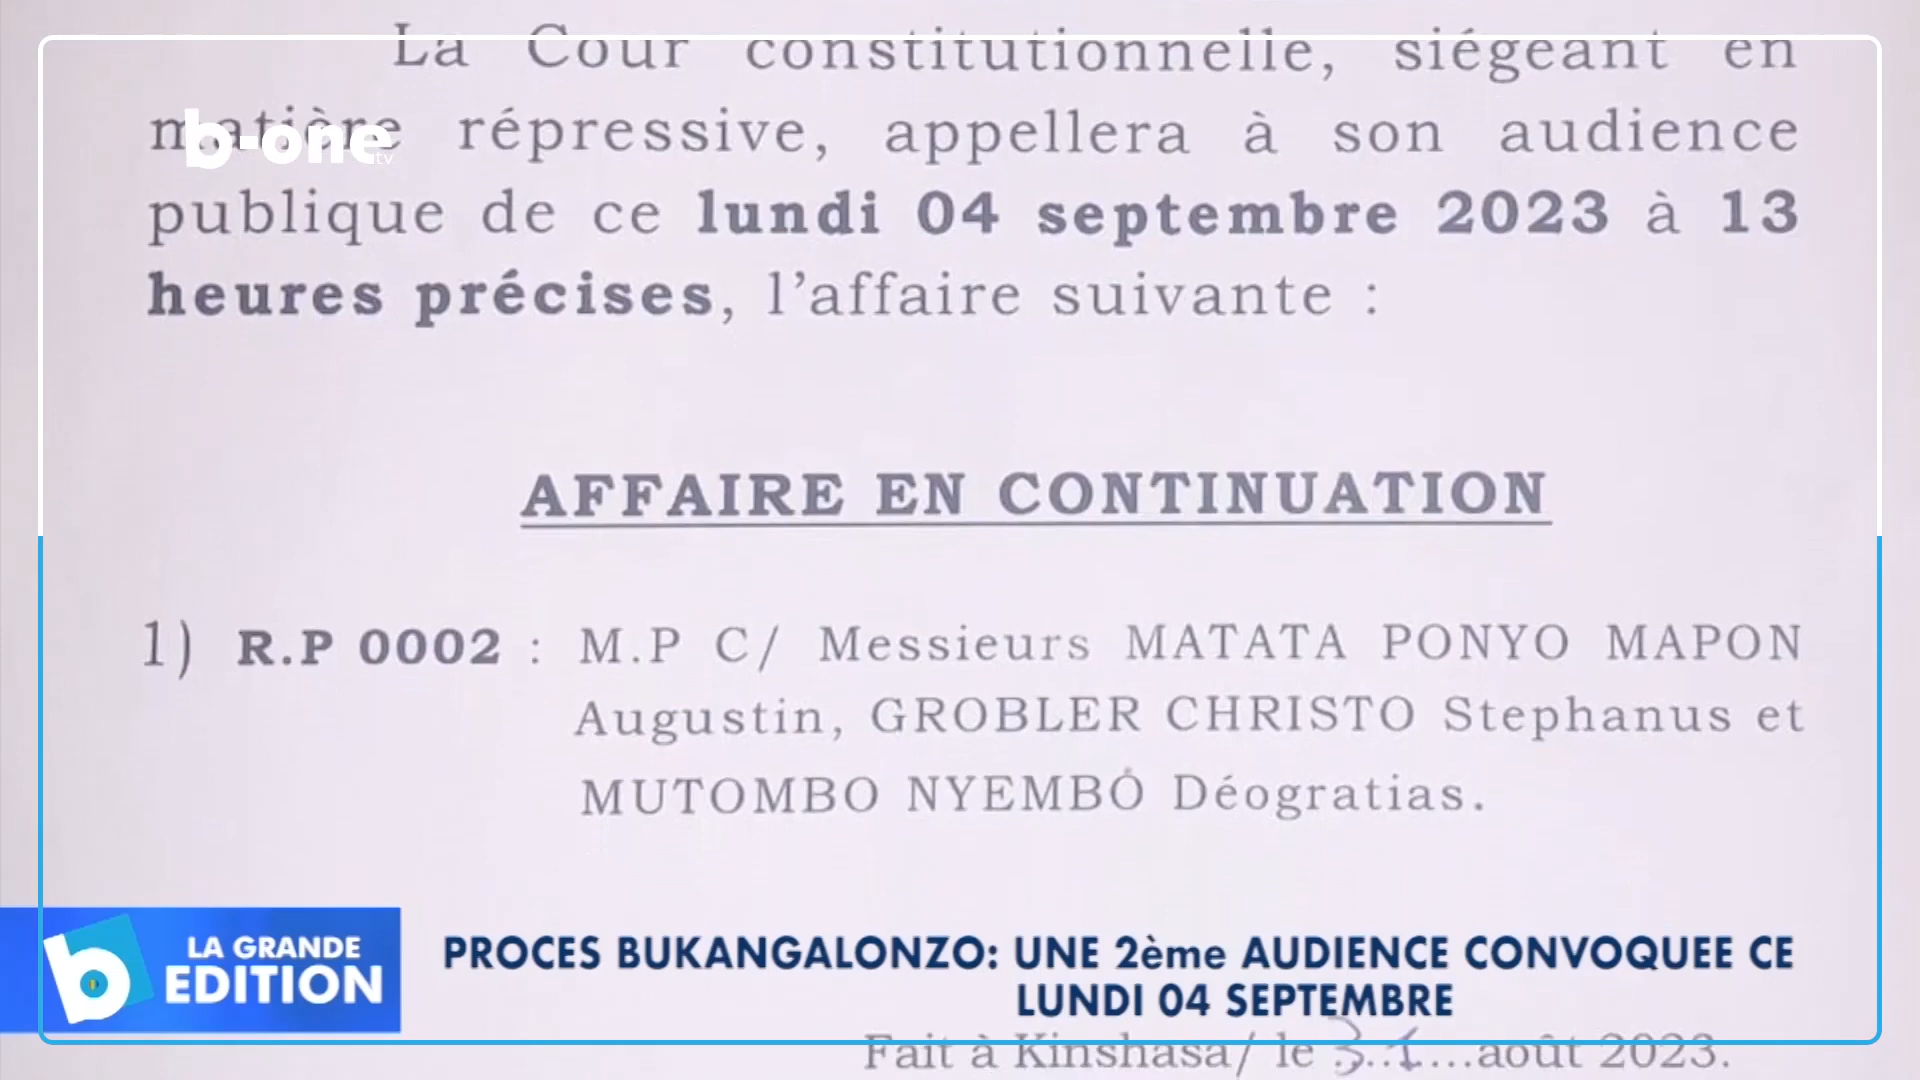 La Cour constitutionnelle, siégeant en
matière répressive, appellera à son audience
publique de ce lundi 04 septembre 2023 à 13
heures précises, l'affaire suivante :
b-one tv
AFFAIRE EN CONTINUATION
1) R.P 0002 : M.P C/ Messieurs MATATA PONYO MAPON
Augustin, GROBLER CHRISTO Stephanus et
MUTOMBO NYEMBO Déogratias.
b LA GRANDE
EDITION
PROCES BUKANGALONZO: UNE 2ème AUDIENCE CONVOQUEE CE
LUNDI 04 SEPTEMBRE
Fait à Kinshasa/ le 3.1....août 2023.